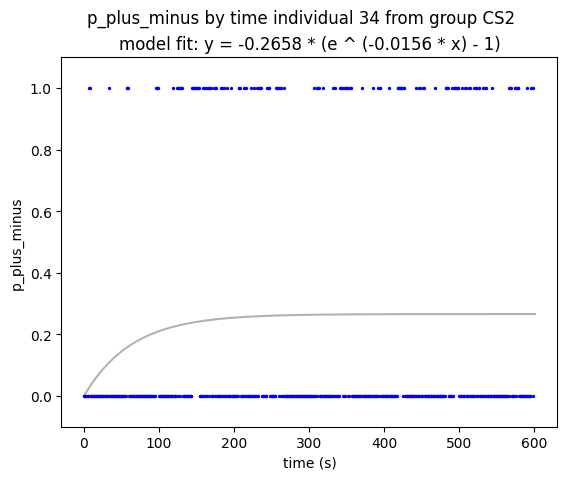 p_plus_minus by time individual 34 from group CS2
model fit: y = -0.2658 * (e ^ (-0.0156 * x) - 1)
1.0
0.8
0.6
0.4
0.2
0.0
p_plus_minus
0 100 200 300 400 500 600
time (s)